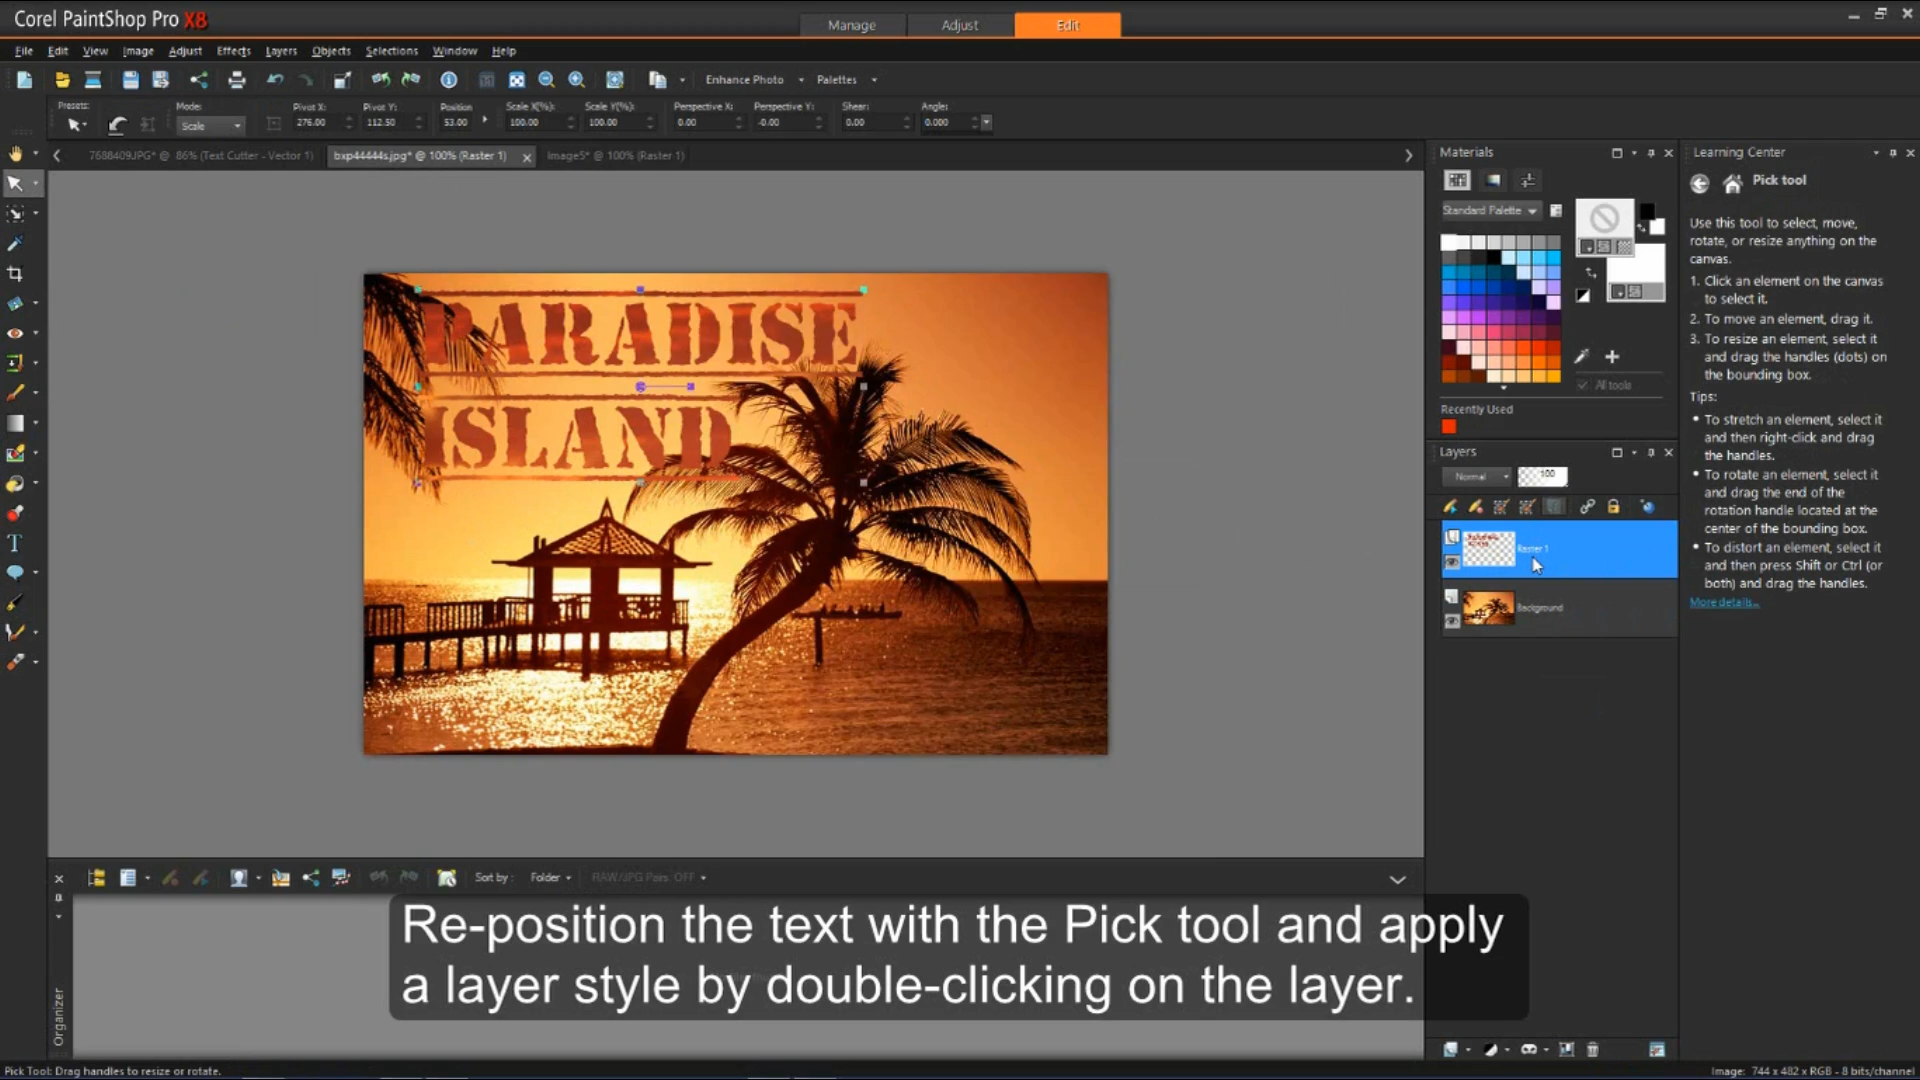 Corel PaintShop Pro X8
Manage
Adjust
Edit
File Edit View Image Adjust Effects Layers Objects Selections Window Help
Enhance Photo
Palettes
Presets:
Mode:
Scale
Pivot X:
276.00
Pivot Y:
112.50
Position
53.00
Scale X(%):
100.00
Scale Y(%):
100.00
Perspective X:
0.00
Perspective Y:
-0.00
Shear:
0.00
Angle:
0.000
7688409.JPG* @ 86% (Text Cutter - Vector 1)
bxp44444s.jpg* @ 100% (Raster 1)
Image5* @ 100% (Raster 1)
PARADISE
ISLAND
Materials
Standard Palette
All tools
Recently Used
Layers
Normal
100
Raster 1
Background
Learning Center
Pick tool
Use this tool to select, move,
rotate, or resize anything on the
canvas.
1. Click an element on the canvas
to select it.
2. To move an element, drag it.
3. To resize an element, select it
and drag the handles (dots) on
the bounding box.
Tips:
• To stretch an element, select it
and then right-click and drag
the handles.
• To rotate an element, select it
and drag the end of the
rotation handle located at the
center of the bounding box.
• To distort an element, select it
and then press Shift or Ctrl (or
both) and drag the handles.
More details...
Sort by :
Folder
RAW/JPG Pairs: OFF
Organizer
Re-position the text with the Pick tool and apply
a layer style by double-clicking on the layer.
Pick Tool: Drag handles to resize or rotate.
Image: 744 x 482 x RGB - 8 bits/channel